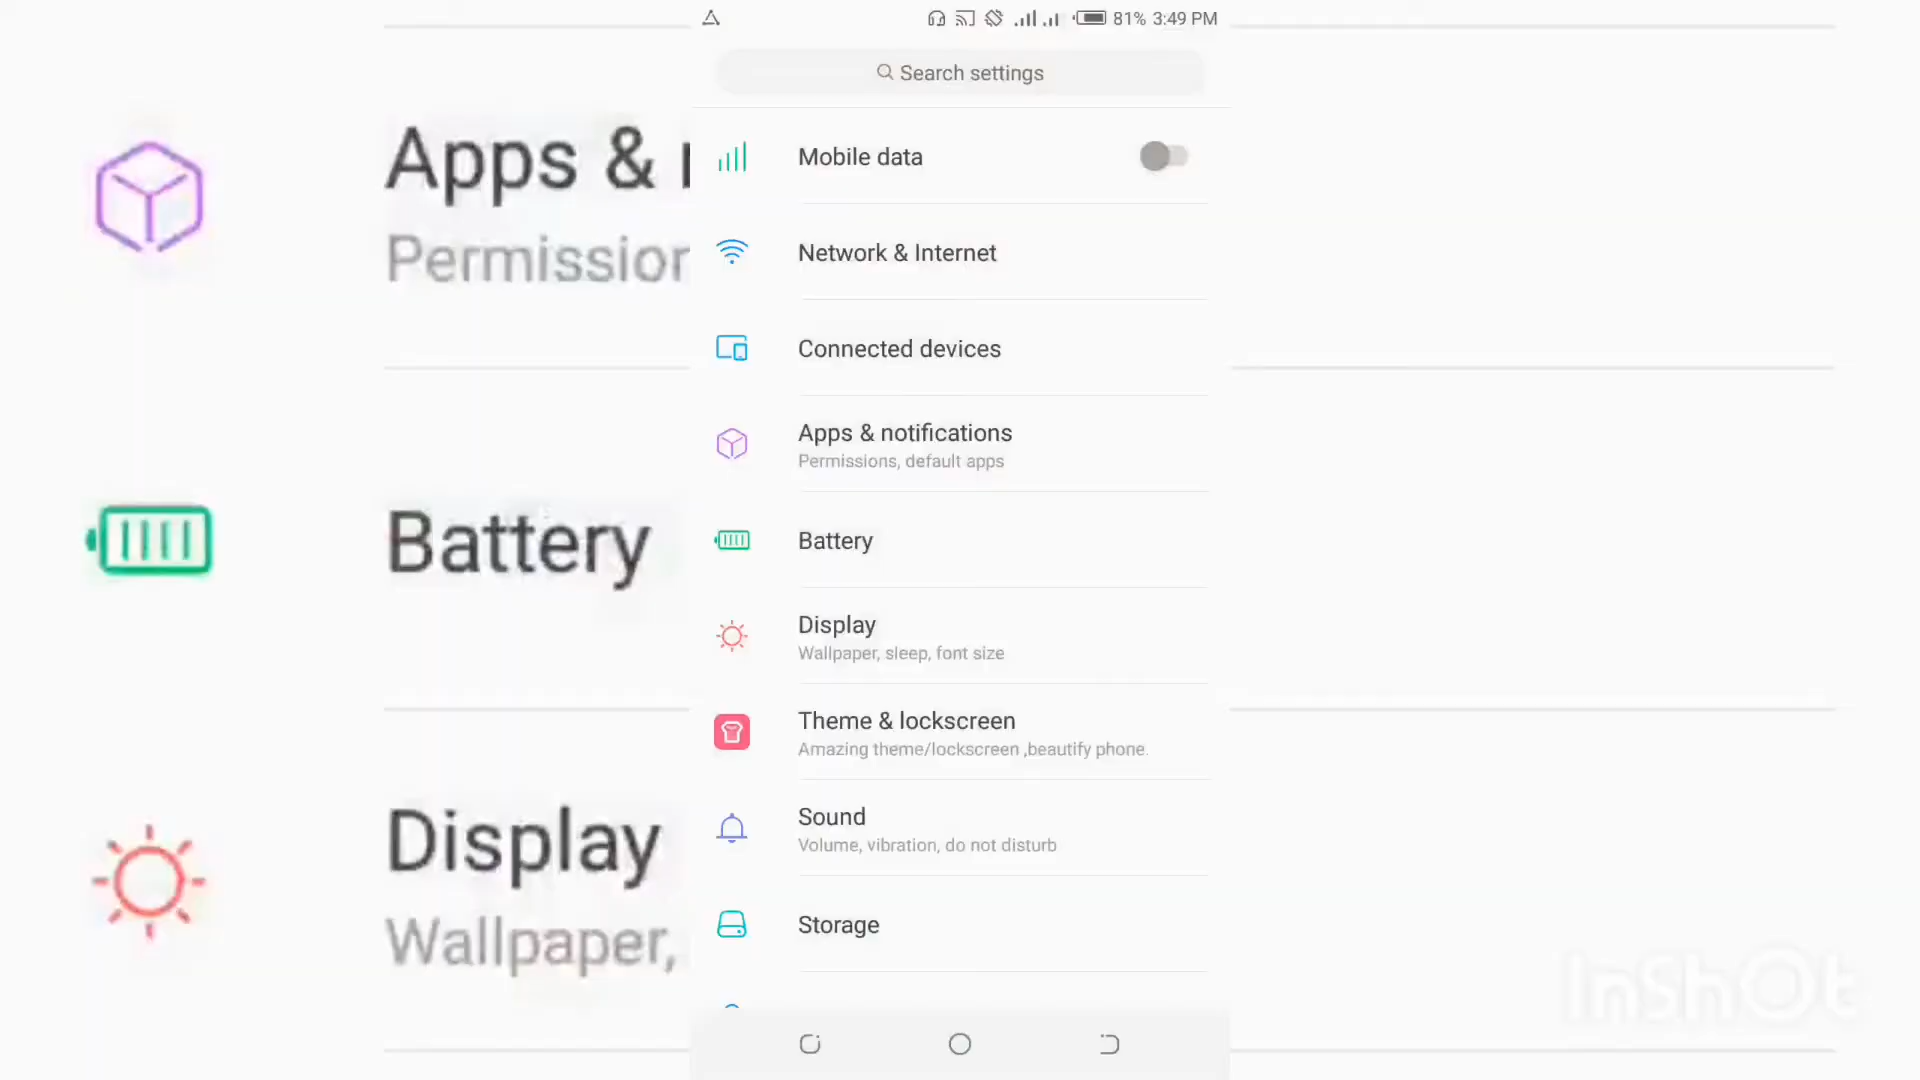 81% 3:49 PM
Search settings
Mobile data
Network & Internet
Connected devices
Apps & notifications
Permissions, default apps
Battery
Display
Wallpaper, sleep, font size
Theme & lockscreen
Amazing theme/lockscreen ,beautify phone.
Sound
Volume, vibration, do not disturb
Storage
Apps &
Permission
Battery
Display
Wallpaper,
InShOt